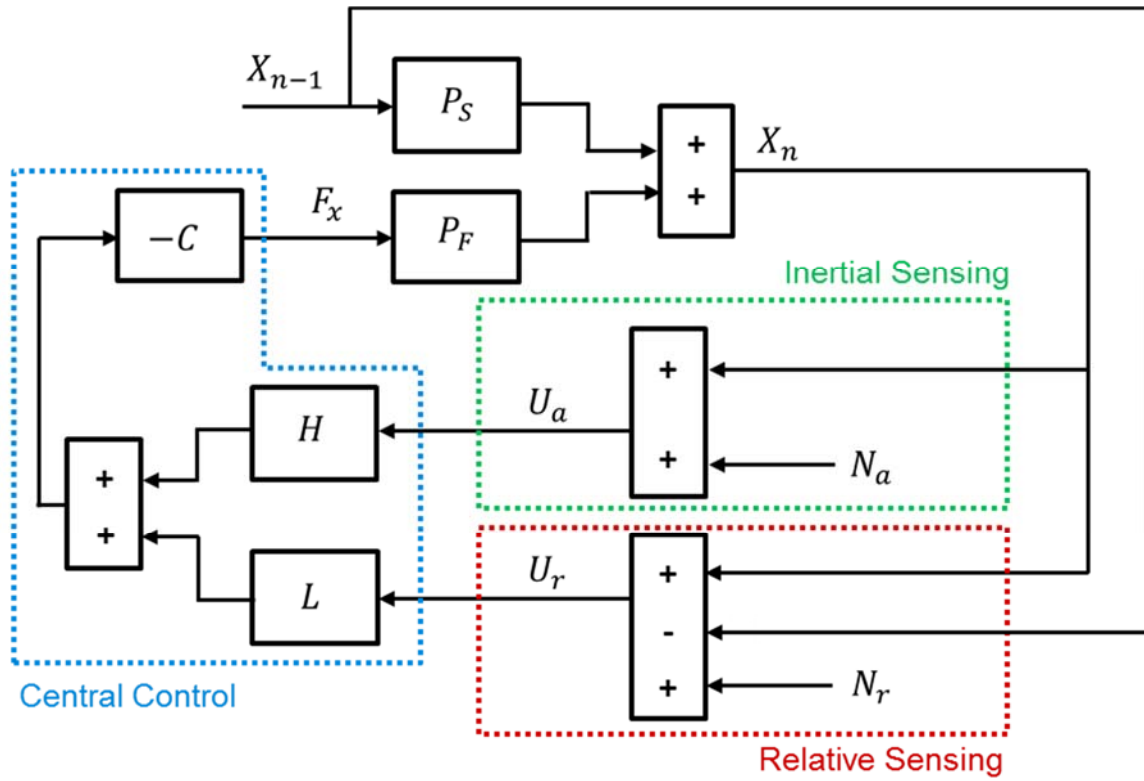 X_{n-1}
P_S
+
+
X_n
-C
F_x
P_F
Inertial Sensing
+
+
U_a
N_a
H
+
+
L
U_r
+
-
+
N_r
Central Control
Relative Sensing